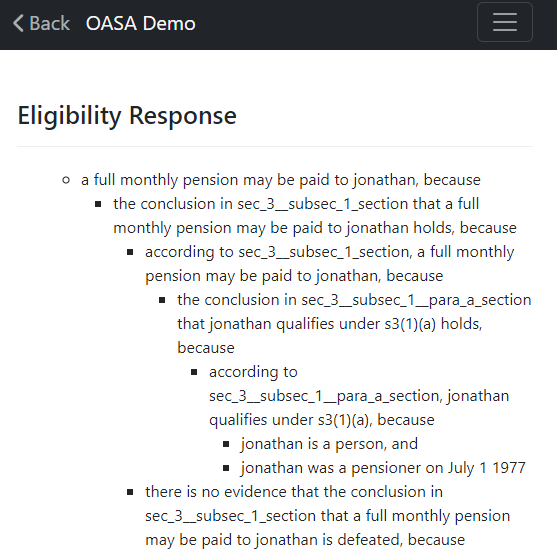 Back OASA Demo
Eligibility Response
a full monthly pension may be paid to jonathan, because
the conclusion in sec_3__subsec_1_section that a full
monthly pension may be paid to jonathan holds, because
according to sec_3__subsec_1_section, a full monthly
pension may be paid to jonathan, because
the conclusion in sec_3__subsec_1__para_a_section
that jonathan qualifies under s3(1)(a) holds,
because
according to
sec_3__subsec_1__para_a_section, jonathan
qualifies under s3(1)(a), because
jonathan is a person, and
jonathan was a pensioner on July 1 1977
there is no evidence that the conclusion in
sec_3__subsec_1_section that a full monthly pension
may be paid to jonathan is defeated, because